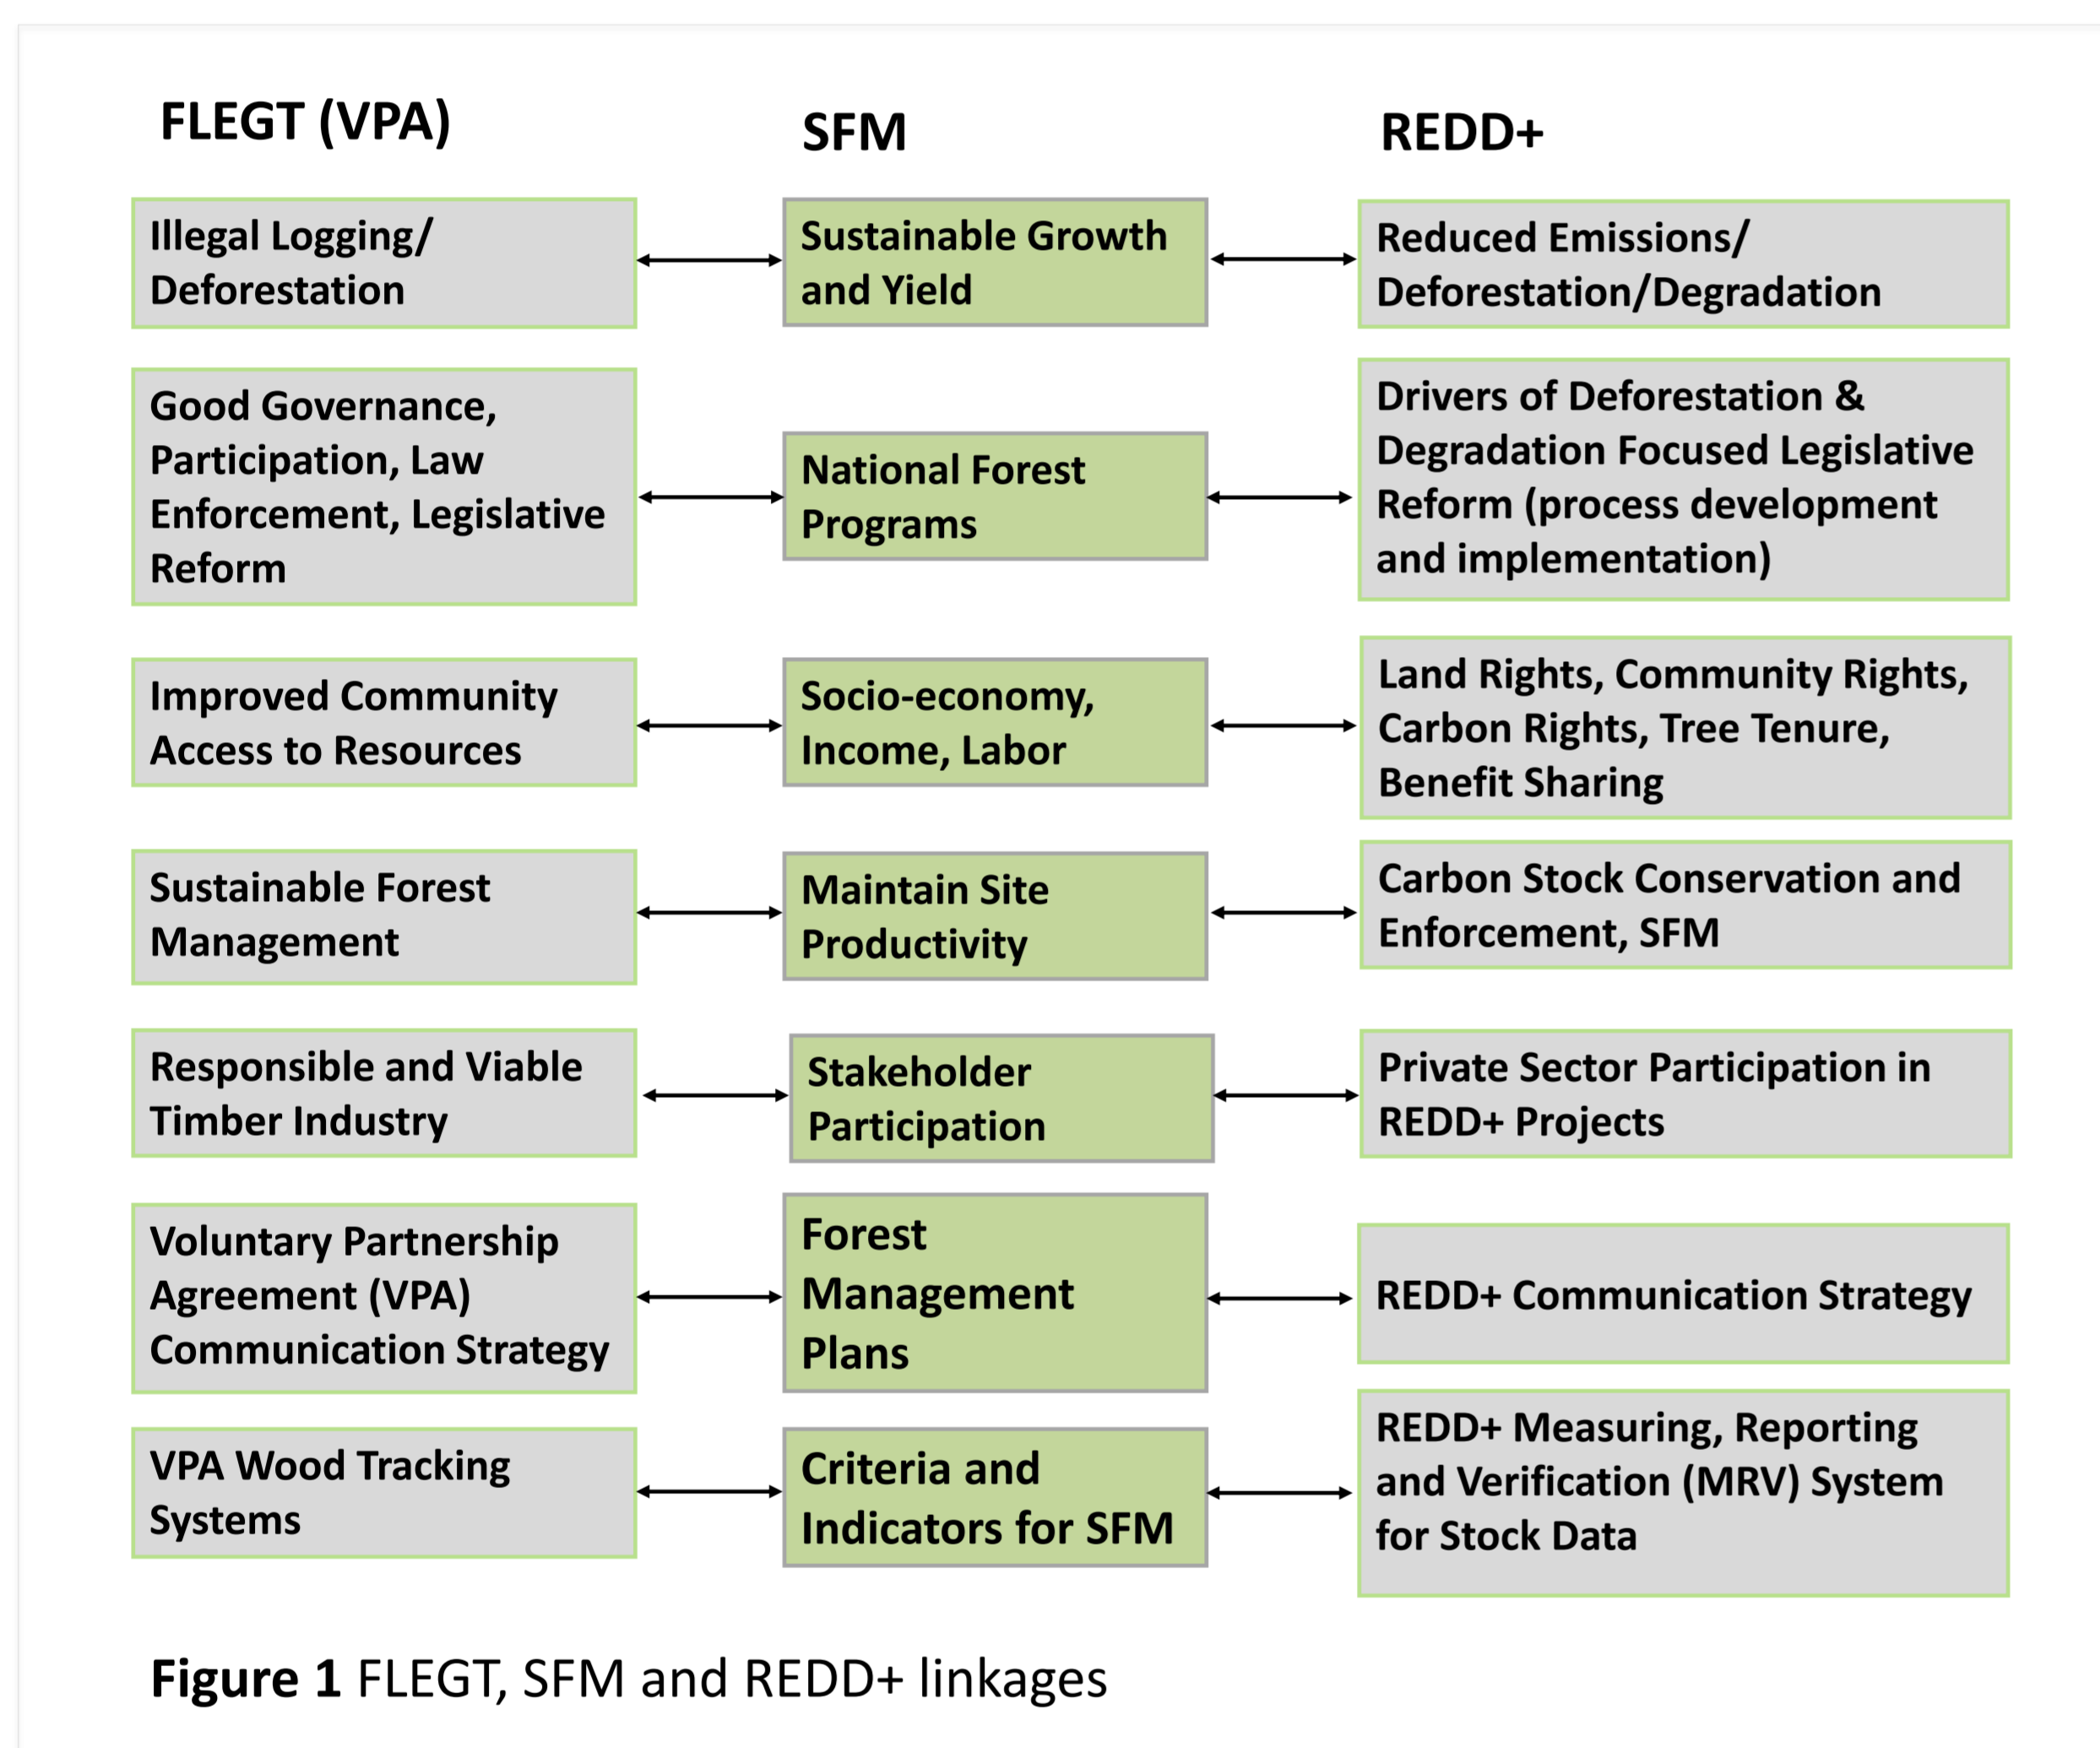 FLEGT (VPA)
SFM
REDD+
Illegal Logging/
Deforestation
Sustainable Growth
and Yield
Reduced Emissions/
Deforestation/Degradation
Good Governance,
Participation, Law
Enforcement, Legislative
Reform
National Forest
Programs
Drivers of Deforestation &
Degradation Focused Legislative
Reform (process development
and implementation)
Improved Community
Access to Resources
Socio-economy,
Income, Labor
Land Rights, Community Rights,
Carbon Rights, Tree Tenure,
Benefit Sharing
Sustainable Forest
Management
Maintain Site
Productivity
Carbon Stock Conservation and
Enforcement, SFM
Responsible and Viable
Timber Industry
Stakeholder
Participation
Private Sector Participation in
REDD+ Projects
Voluntary Partnership
Agreement (VPA)
Communication Strategy
Forest
Management
Plans
REDD+ Communication Strategy
VPA Wood Tracking
Systems
Criteria and
Indicators for SFM
REDD+ Measuring, Reporting
and Verification (MRV) System
for Stock Data
Figure 1 FLEGT, SFM and REDD+ linkages